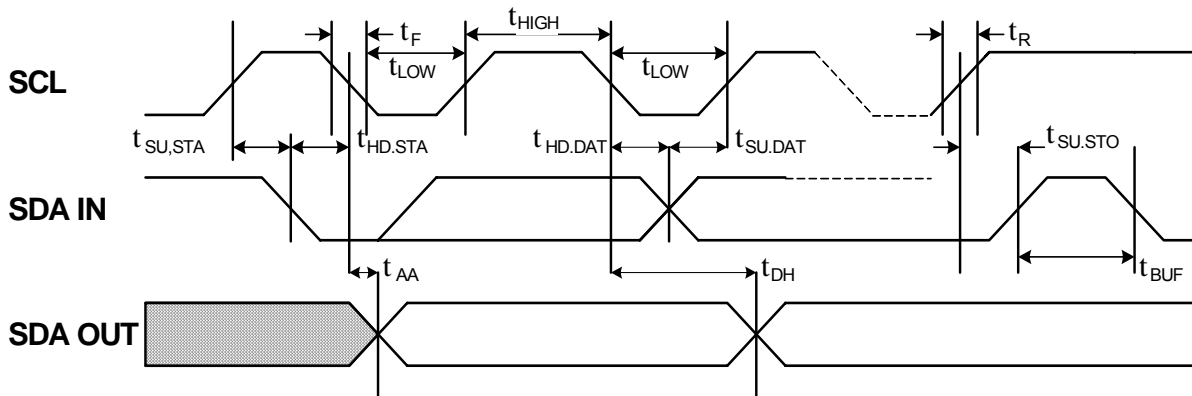 tHIGH
tF
tR
tLOW
tLOW
SCL
tSU,STA
tHD.STA
tHD.DAT
tSU.DAT
tSU.STO
SDA IN
tAA
tDH
tBUF
SDA OUT